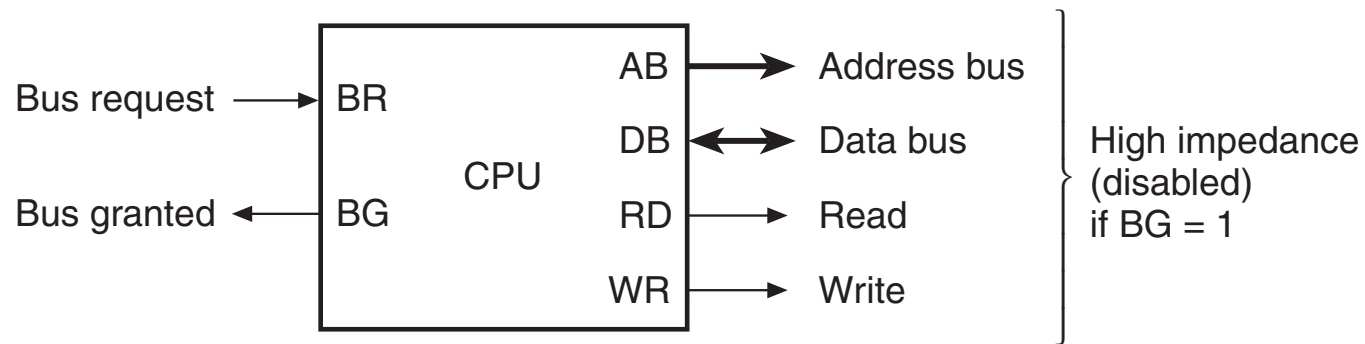 Bus request
BR
Bus granted
BG
CPU
AB
DB
RD
WR
Address bus
Data bus
Read
Write
High impedance
(disabled)
if BG = 1